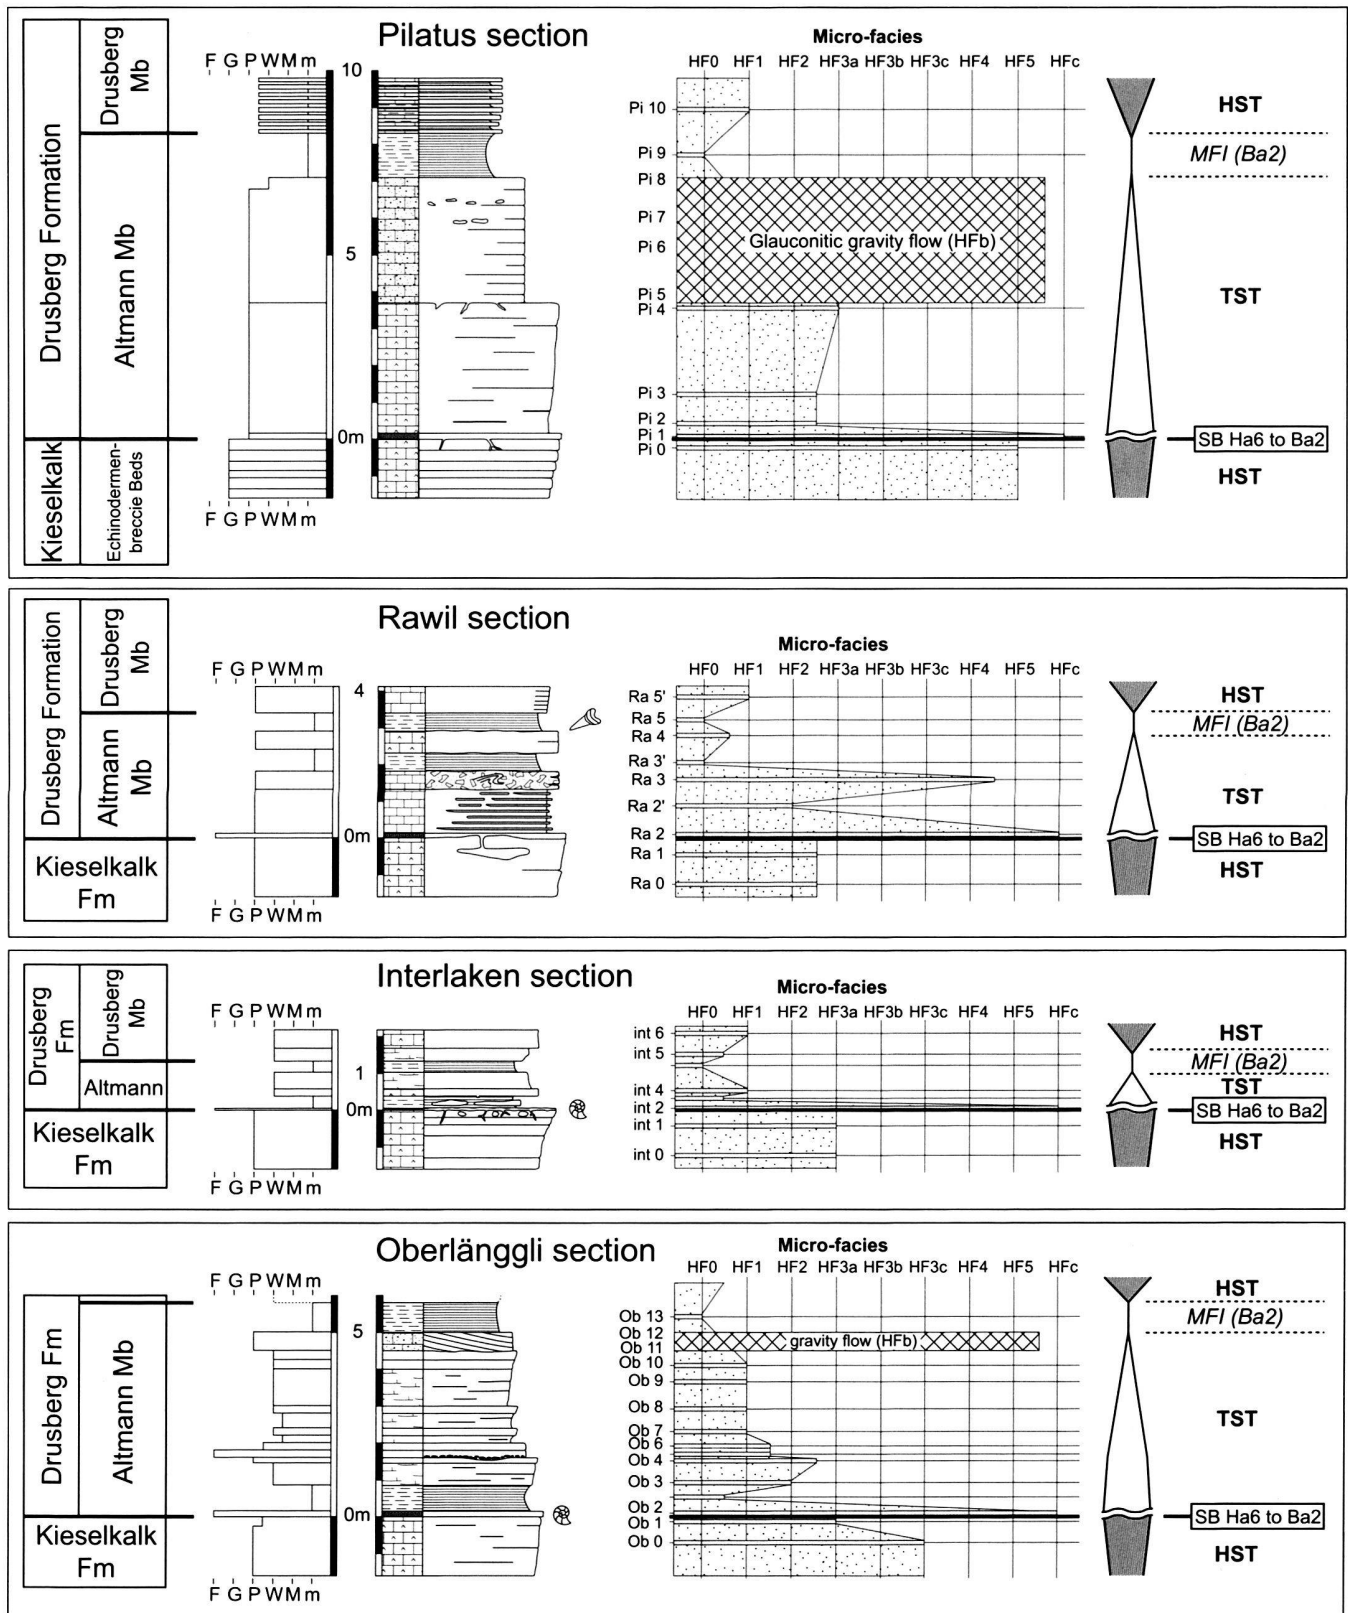 Pilatus section
Drusberg Formation
Drusberg
Mb
Altmann Mb
Kieselkalk
Echinodermen-
breccie Beds
F G P W M m
10
5
0m
F G P W M m
Micro-facies
HF0 HF1 HF2 HF3a HF3b HF3c HF4 HF5 HFc
Pi 10
Pi 9
Pi 8
Pi 7
Pi 6
Pi 5
Pi 4
Pi 3
Pi 2
Pi 1
Pi 0
Glauconitic gravity flow (HFb)
HST
MFI (Ba2)
TST
SB Ha6 to Ba2
HST
Rawil section
Drusberg Formation
Drusberg
Mb
Altmann
Mb
Kieselkalk
Fm
F G P W M m
4
0m
F G P W M m
Micro-facies
HF0 HF1 HF2 HF3a HF3b HF3c HF4 HF5 HFc
Ra 5'
Ra 5
Ra 4
Ra 3'
Ra 3
Ra 2'
Ra 2
Ra 1
Ra 0
HST
MFI (Ba2)
TST
SB Ha6 to Ba2
HST
Interlaken section
Drusberg
Fm
Drusberg
Mb
Altmann
Kieselkalk
Fm
F G P W M m
1
0m
F G P W M m
Micro-facies
HF0 HF1 HF2 HF3a HF3b HF3c HF4 HF5 HFc
int 6
int 5
int 4
int 2
int 1
int 0
HST
MFI (Ba2)
TST
SB Ha6 to Ba2
HST
Oberlänggli section
Drusberg Fm
Altmann Mb
Kieselkalk
Fm
F G P W M m
5
0m
F G P W M m
Micro-facies
HF0 HF1 HF2 HF3a HF3b HF3c HF4 HF5 HFc
Ob 13
Ob 12
Ob 11
Ob 10
Ob 9
Ob 8
Ob 7
Ob 6
Ob 4
Ob 3
Ob 2
Ob 1
Ob 0
gravity flow (HFb)
HST
MFI (Ba2)
TST
SB Ha6 to Ba2
HST